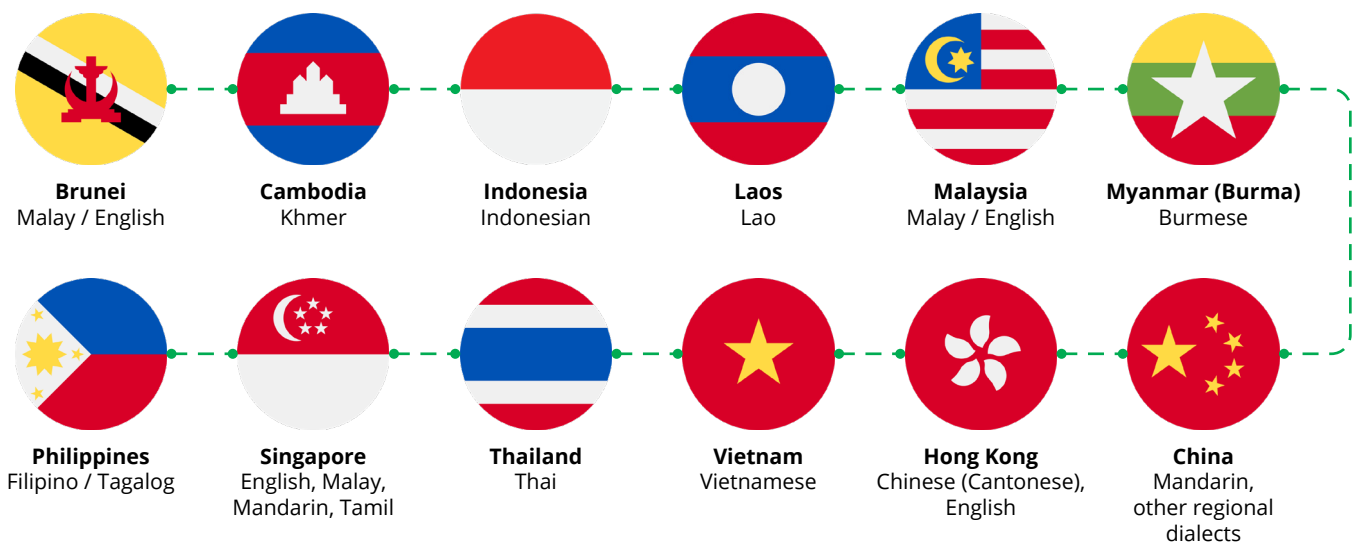 Brunei
Malay / English
Cambodia
Khmer
Indonesia
Indonesian
Laos
Lao
Malaysia
Malay / English
Myanmar (Burma)
Burmese
Philippines
Filipino / Tagalog
Singapore
English, Malay,
Mandarin, Tamil
Thailand
Thai
Vietnam
Vietnamese
Hong Kong
Chinese (Cantonese),
English
China
Mandarin,
other regional
dialects